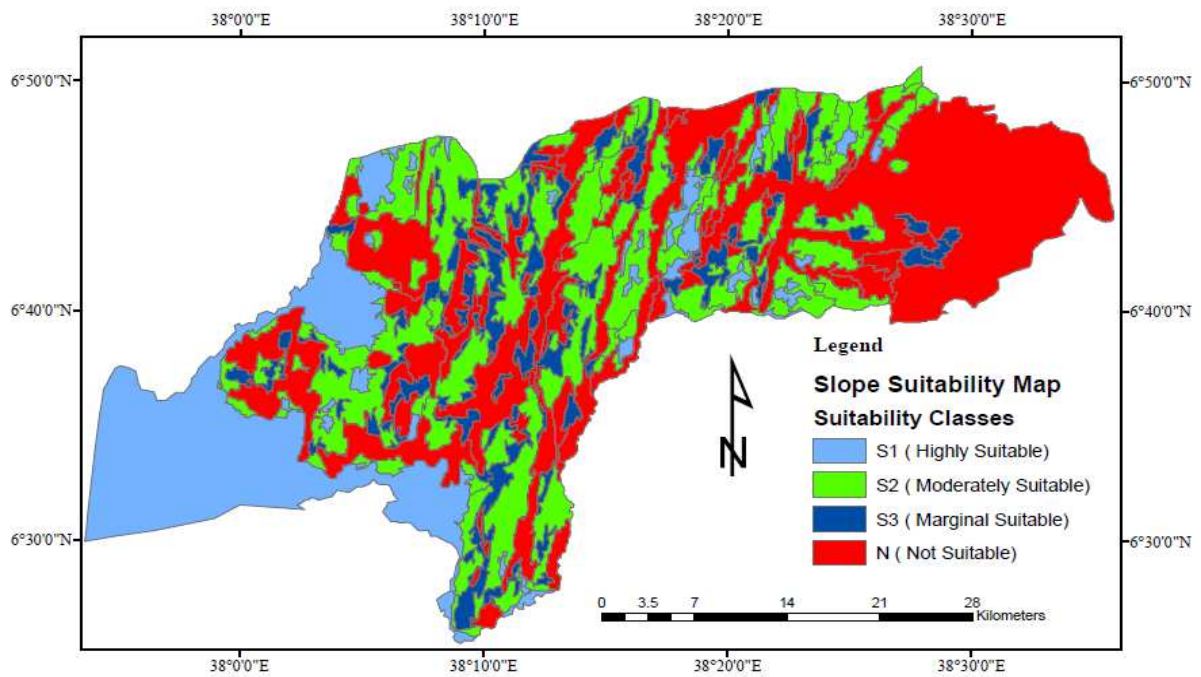 38°0'0"E 38°10'0"E 38°20'0"E 38°30'0"E
6°50'0"N 6°50'0"N
6°40'0"N 6°40'0"N
Legend
Slope Suitability Map
Suitability Classes
S1 ( Highly Suitable)
S2 ( Moderately Suitable)
S3 ( Marginal Suitable)
N ( Not Suitable)
N
6°30'0"N 6°30'0"N
0 3.5 7 14 21 28
Kilometers
38°0'0"E 38°10'0"E 38°20'0"E 38°30'0"E